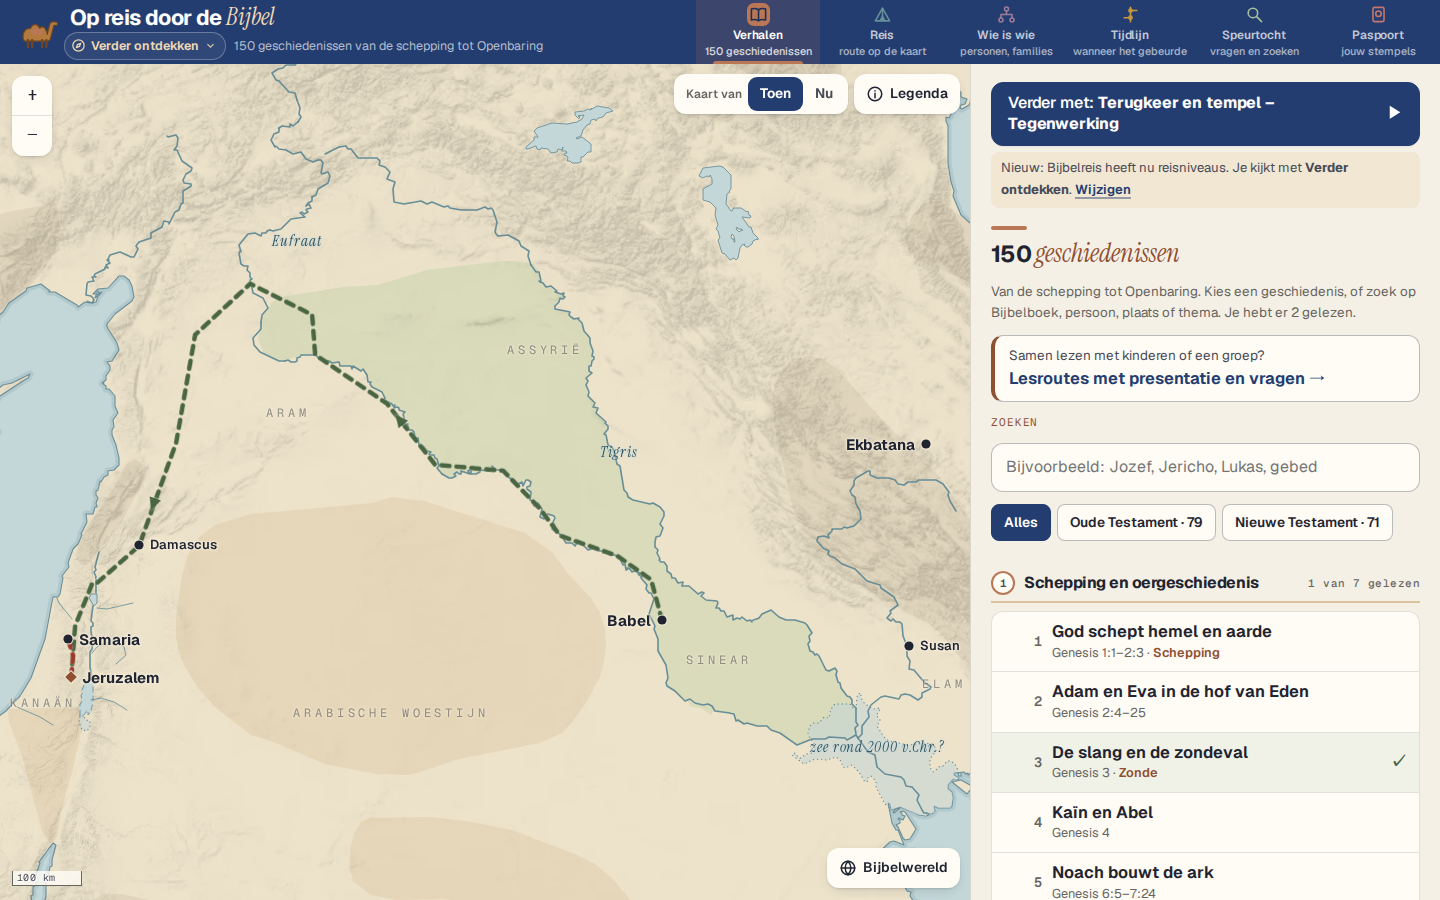 Op reis door de Bijbel
Verder ontdekken
150 geschiedenissen van de schepping tot Openbaring
Verhalen
150 geschiedenissen
Reis
route op de kaart
Wie is wie
personen, families
Tijdlijn
wanneer het gebeurde
Speurtocht
vragen en zoeken
Paspoort
jouw stempels
+
−
Kaart van Toen Nu
Legenda
Eufraat
ASSYRIË
ARAM
Tigris
Ekbatana
Damascus
Babel
Samaria
Susan
SINEAR
Jeruzalem
ELAM
KANAÄN
ARABISCHE WOESTIJN
zee rond 2000 v.Chr.?
100 km
Bijbelwereld
Verder met: Terugkeer en tempel –
Tegenwerking
Nieuw: Bijbelreis heeft nu reisniveaus. Je kijkt met Verder
ontdekken. Wijzigen
150 geschiedenissen
Van de schepping tot Openbaring. Kies een geschiedenis, of zoek op
Bijbelboek, persoon, plaats of thema. Je hebt er 2 gelezen.
Samen lezen met kinderen of een groep?
Lesroutes met presentatie en vragen →
ZOEKEN
Bijvoorbeeld: Jozef, Jericho, Lukas, gebed
Alles
Oude Testament · 79
Nieuwe Testament · 71
1 Schepping en oergeschiedenis 1 van 7 gelezen
1 God schept hemel en aarde
Genesis 1:1–2:3 · Schepping
2 Adam en Eva in de hof van Eden
Genesis 2:4–25
3 De slang en de zondeval ✓
Genesis 3 · Zonde
4 Kaïn en Abel
Genesis 4
5 Noach bouwt de ark
Genesis 6:5–7:24